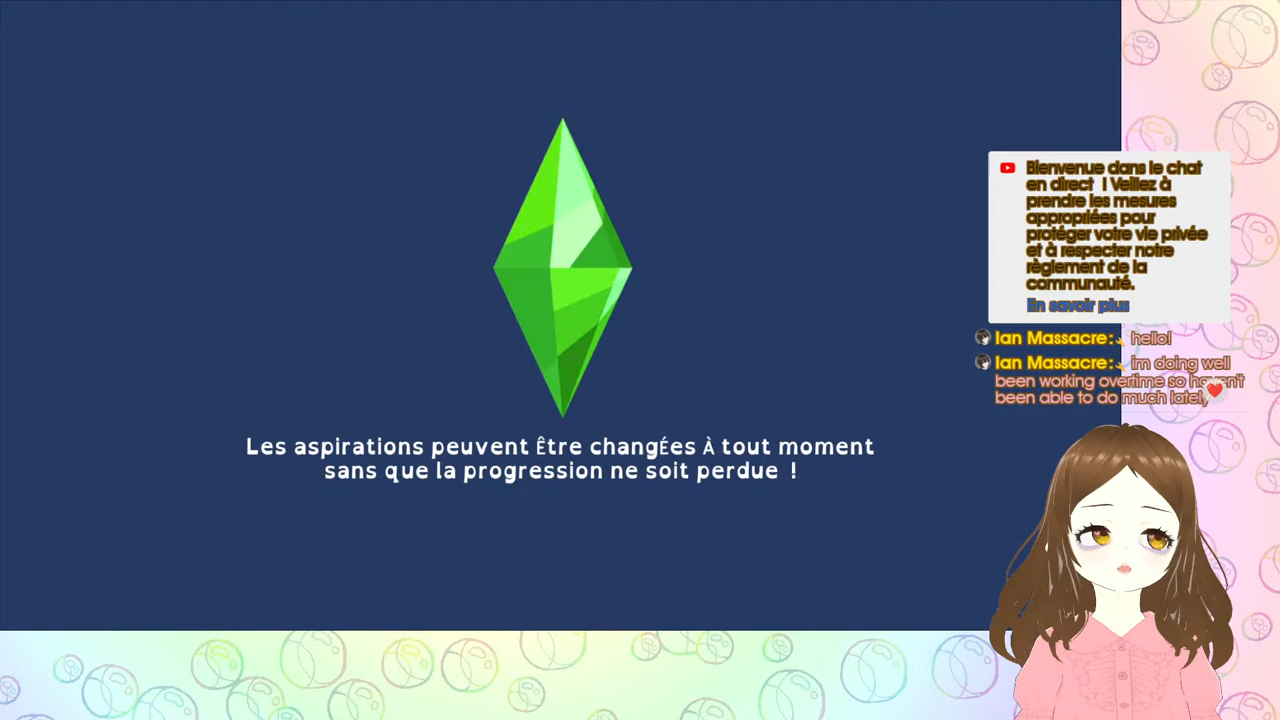 Bienvenue dans le chat
en direct ! Veillez à
prendre les mesures
appropriées pour
protéger votre vie privée
et à respecter notre
règlement de la
communauté.
En savoir plus
Ian Massacre: hello!
Ian Massacre: im doing well
been working overtime so haven't
been able to do much lately
Les aspirations peuvent Être changÉes À tout moment
sans que la progression ne soit perdue !